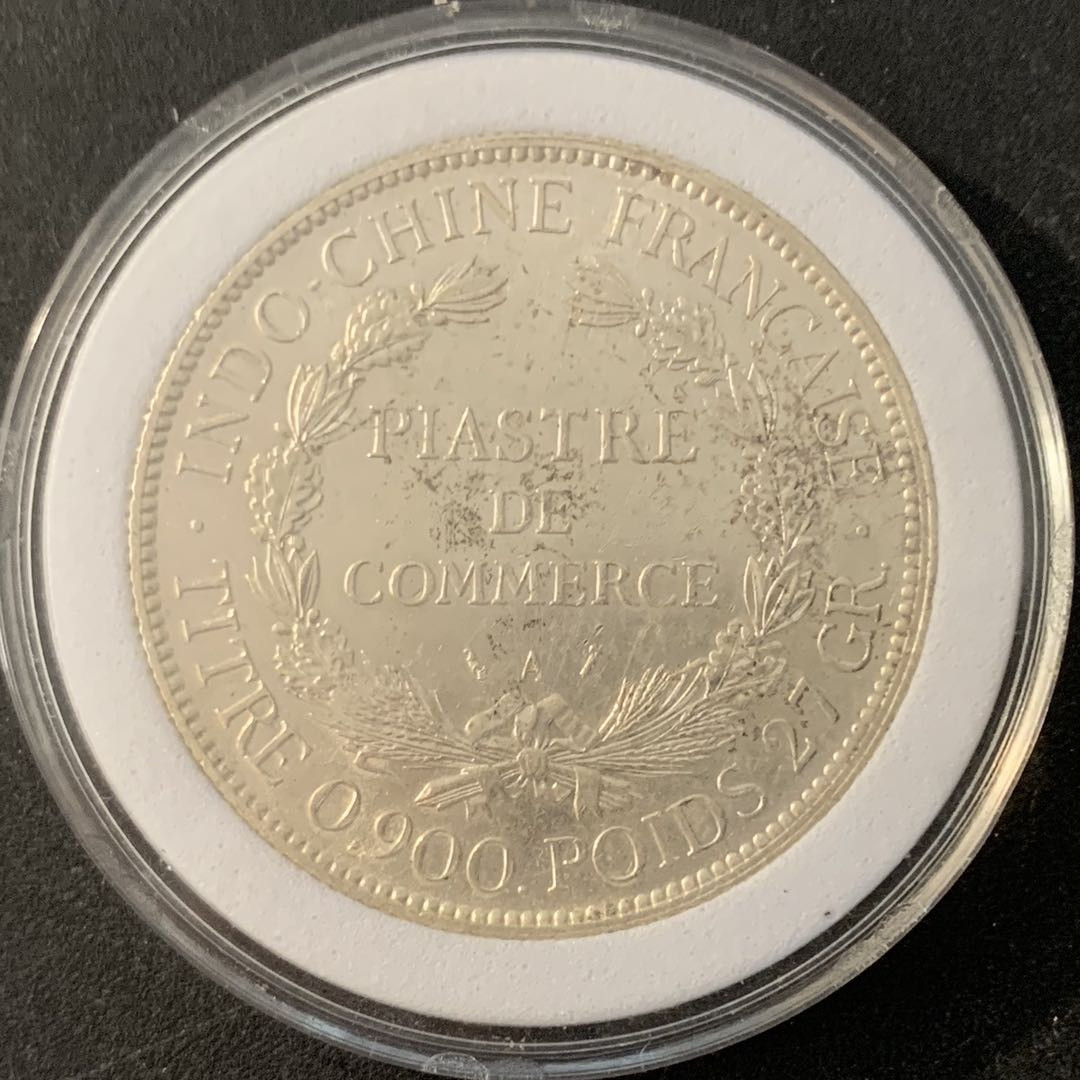 INDO-CHINE FRANÇAISE
PIASTRE
DE
COMMERCE
A
TITRE 0,900. POIDS 27 GR.